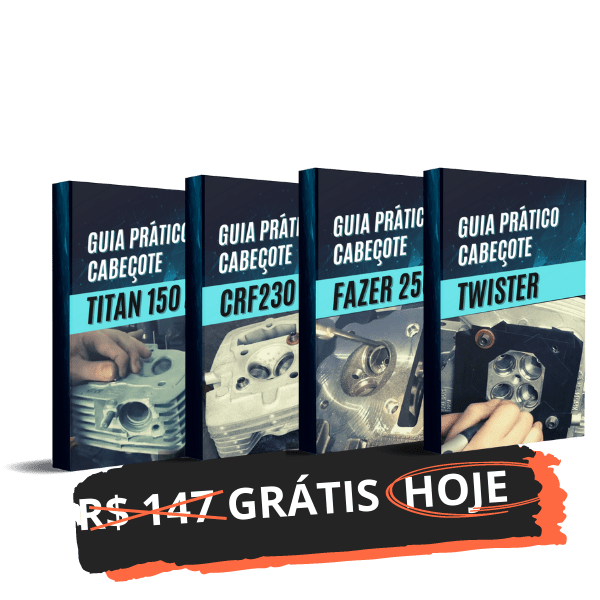 GUIA PRÁTICO
CABEÇOTE
TITAN 150
GUIA PRÁTI
CABEÇOTE
CRF230
GUIA PRÁTIC
CABEÇOTE
FAZER 25
GUIA PRÁTICO
CABEÇOTE
TWISTER
R$ 147 GRÁTIS HOJE